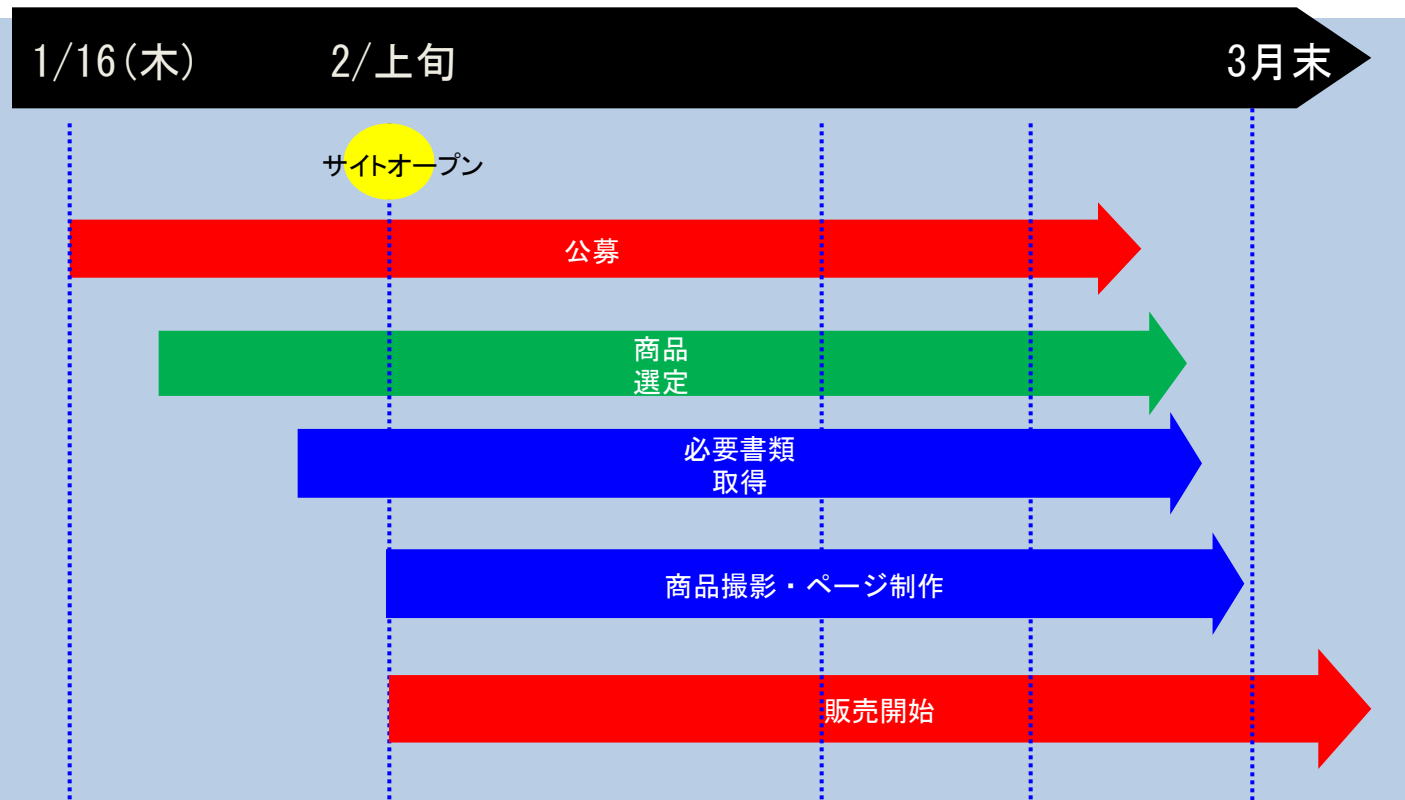 1/16(木)
2/上旬
3月末
サイトオープン
公募
商品
選定
必要書類
取得
商品撮影・ページ制作
販売開始